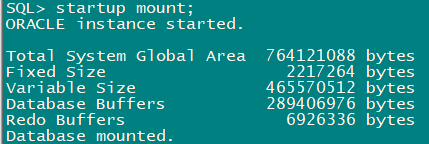 SQL> startup mount;
ORACLE instance started.
Total System Global Area 764121088 bytes
Fixed Size 2217264 bytes
Variable Size 465570512 bytes
Database Buffers 289406976 bytes
Redo Buffers 6926336 bytes
Database mounted.